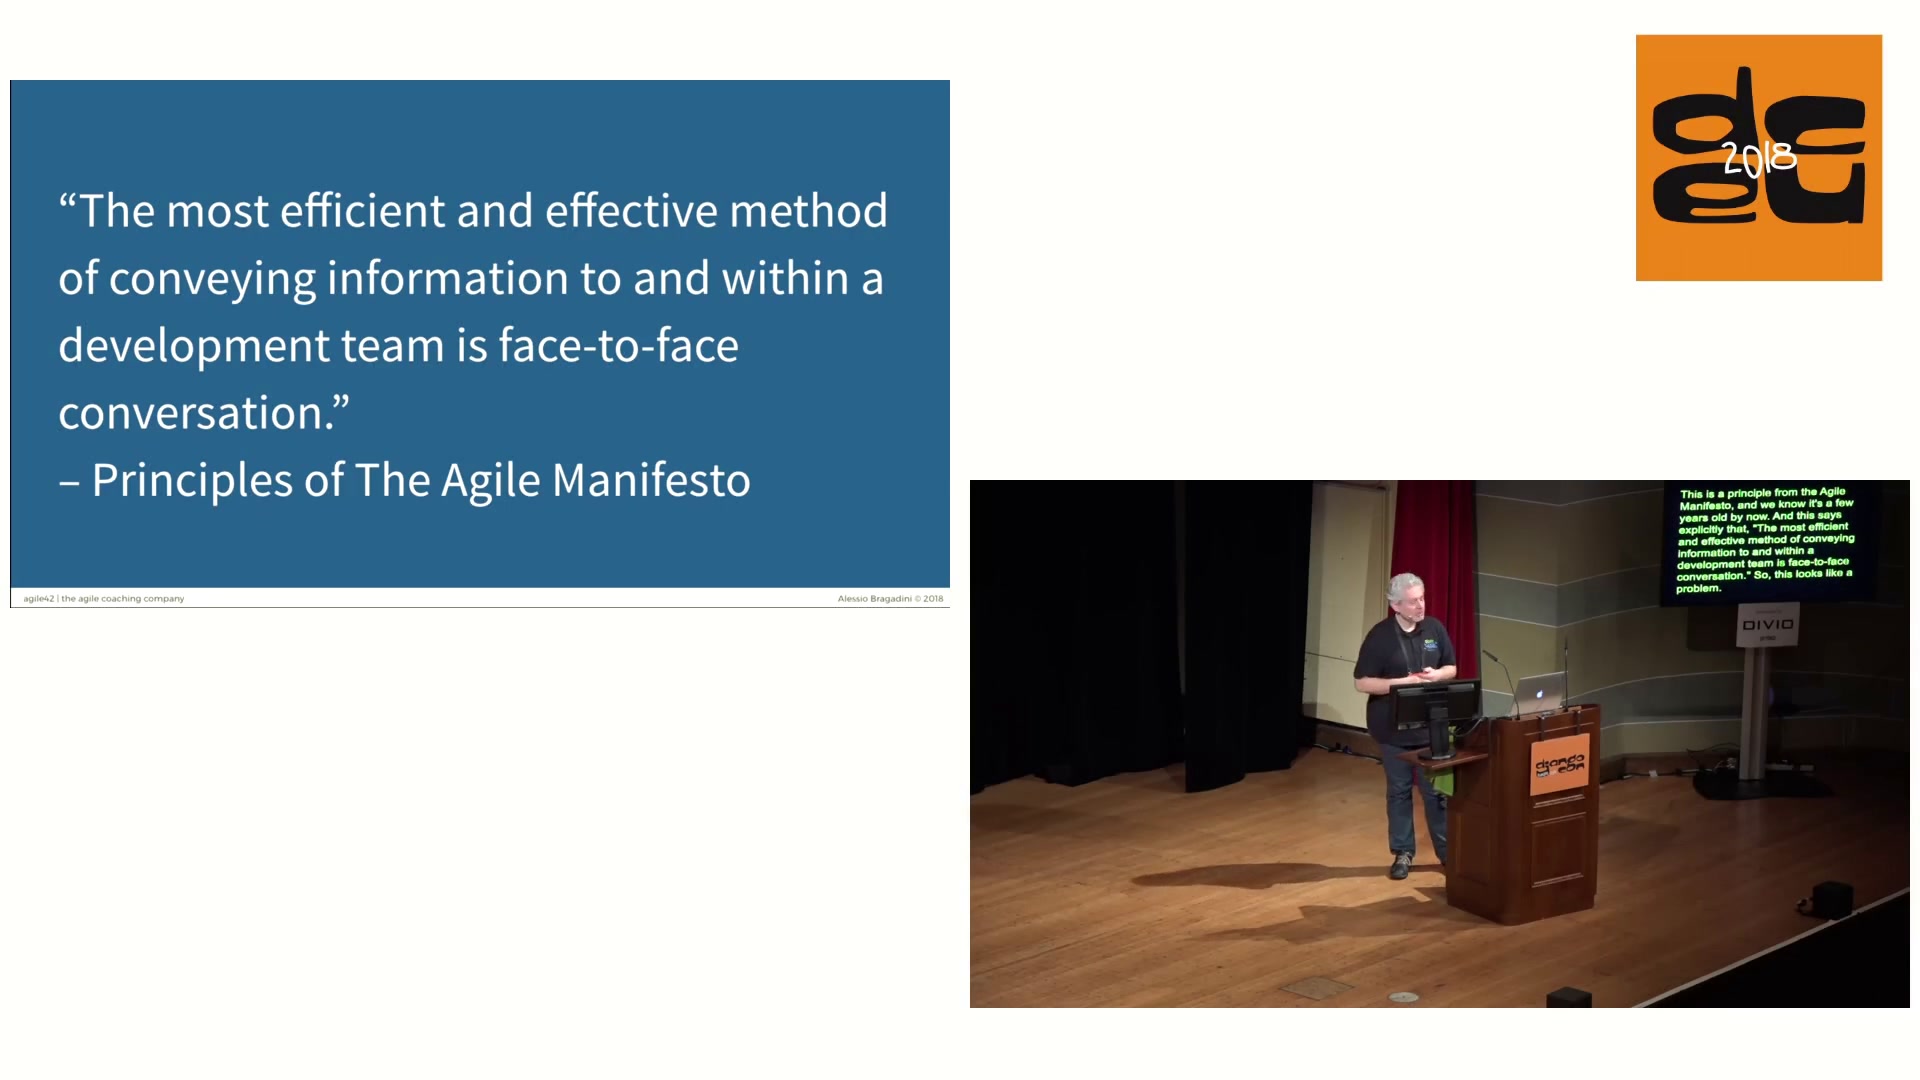 “The most efficient and effective method
of conveying information to and within a
development team is face-to-face
conversation.”
– Principles of The Agile Manifesto
agile42 | the agile coaching company
Alessio Bragadini © 2018
2018
This is a principle from the Agile
Manifesto, and we know it's a few
years old by now. And this says
explicitly that, "The most efficient
and effective method of conveying
information to and within a
development team is face-to-face
conversation." So, this looks like a
problem.
DIVIO
django
con